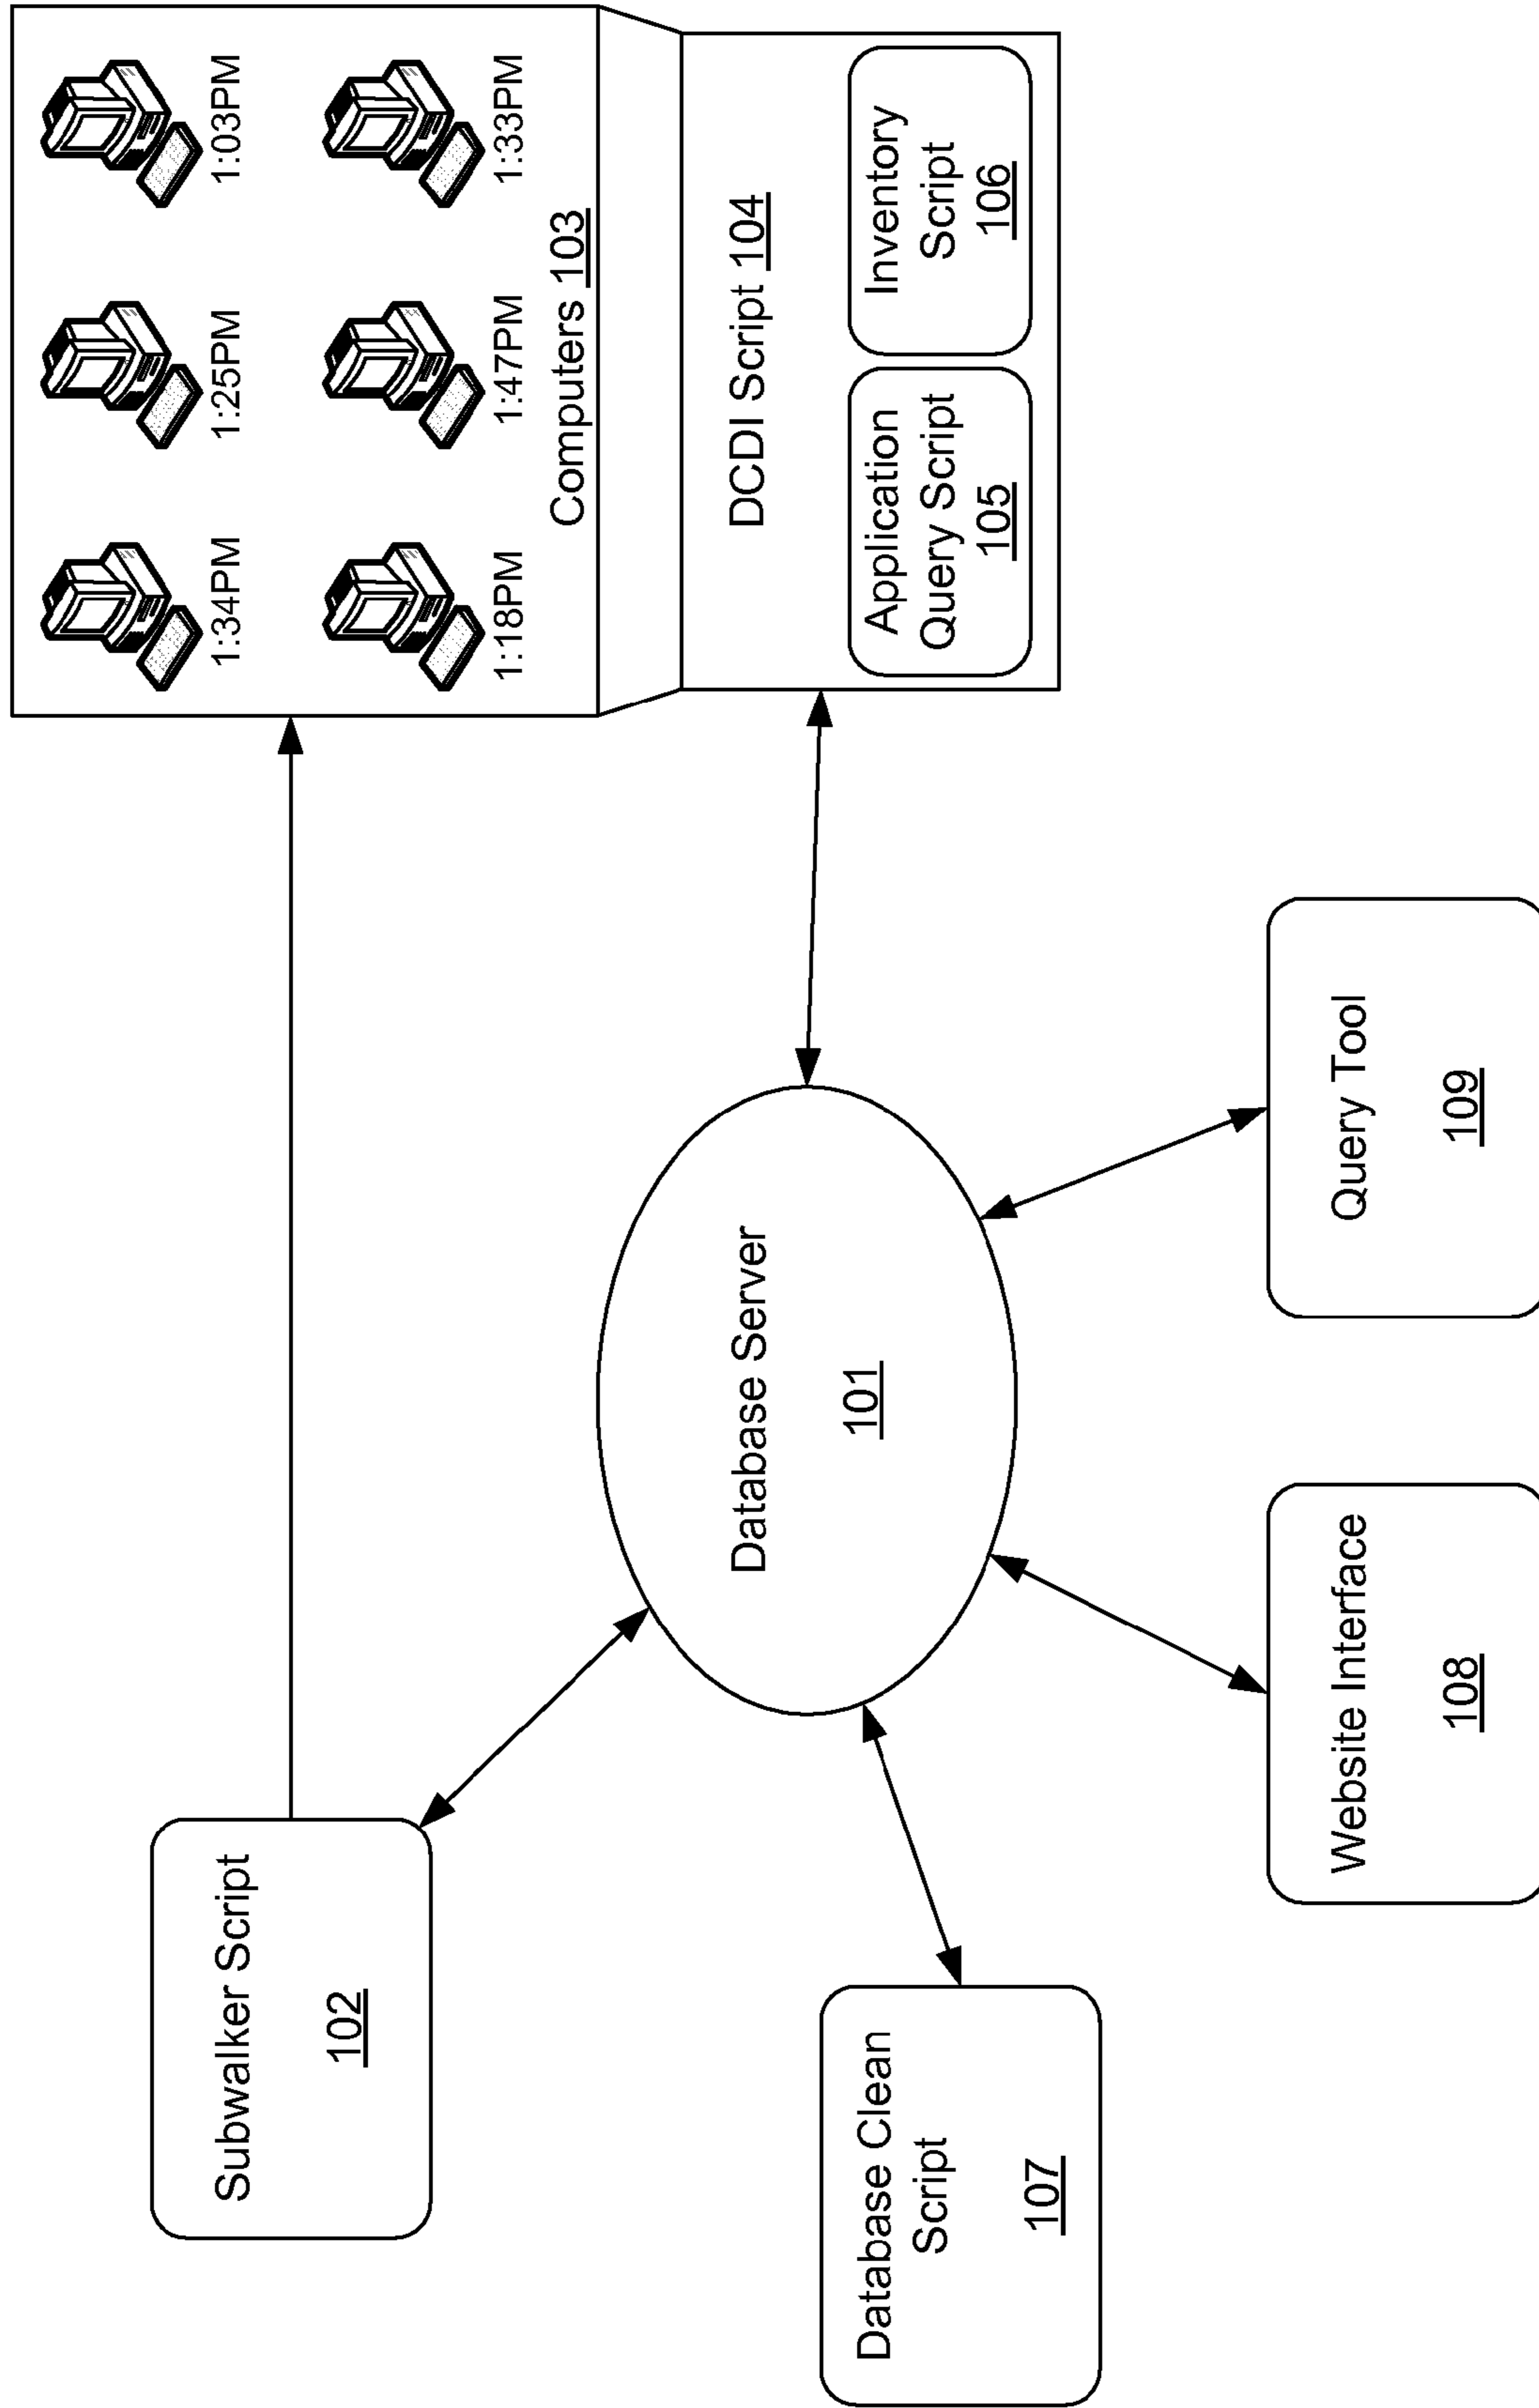 Subwalker Script
102
1:34PM
1:25PM
1:03PM
1:18PM
1:47PM
1:33PM
Computers 103
DCDI Script 104
Application
Query Script
105
Inventory
Script
106
Database Server
101
Database Clean
Script
107
Website Interface
108
Query Tool
109